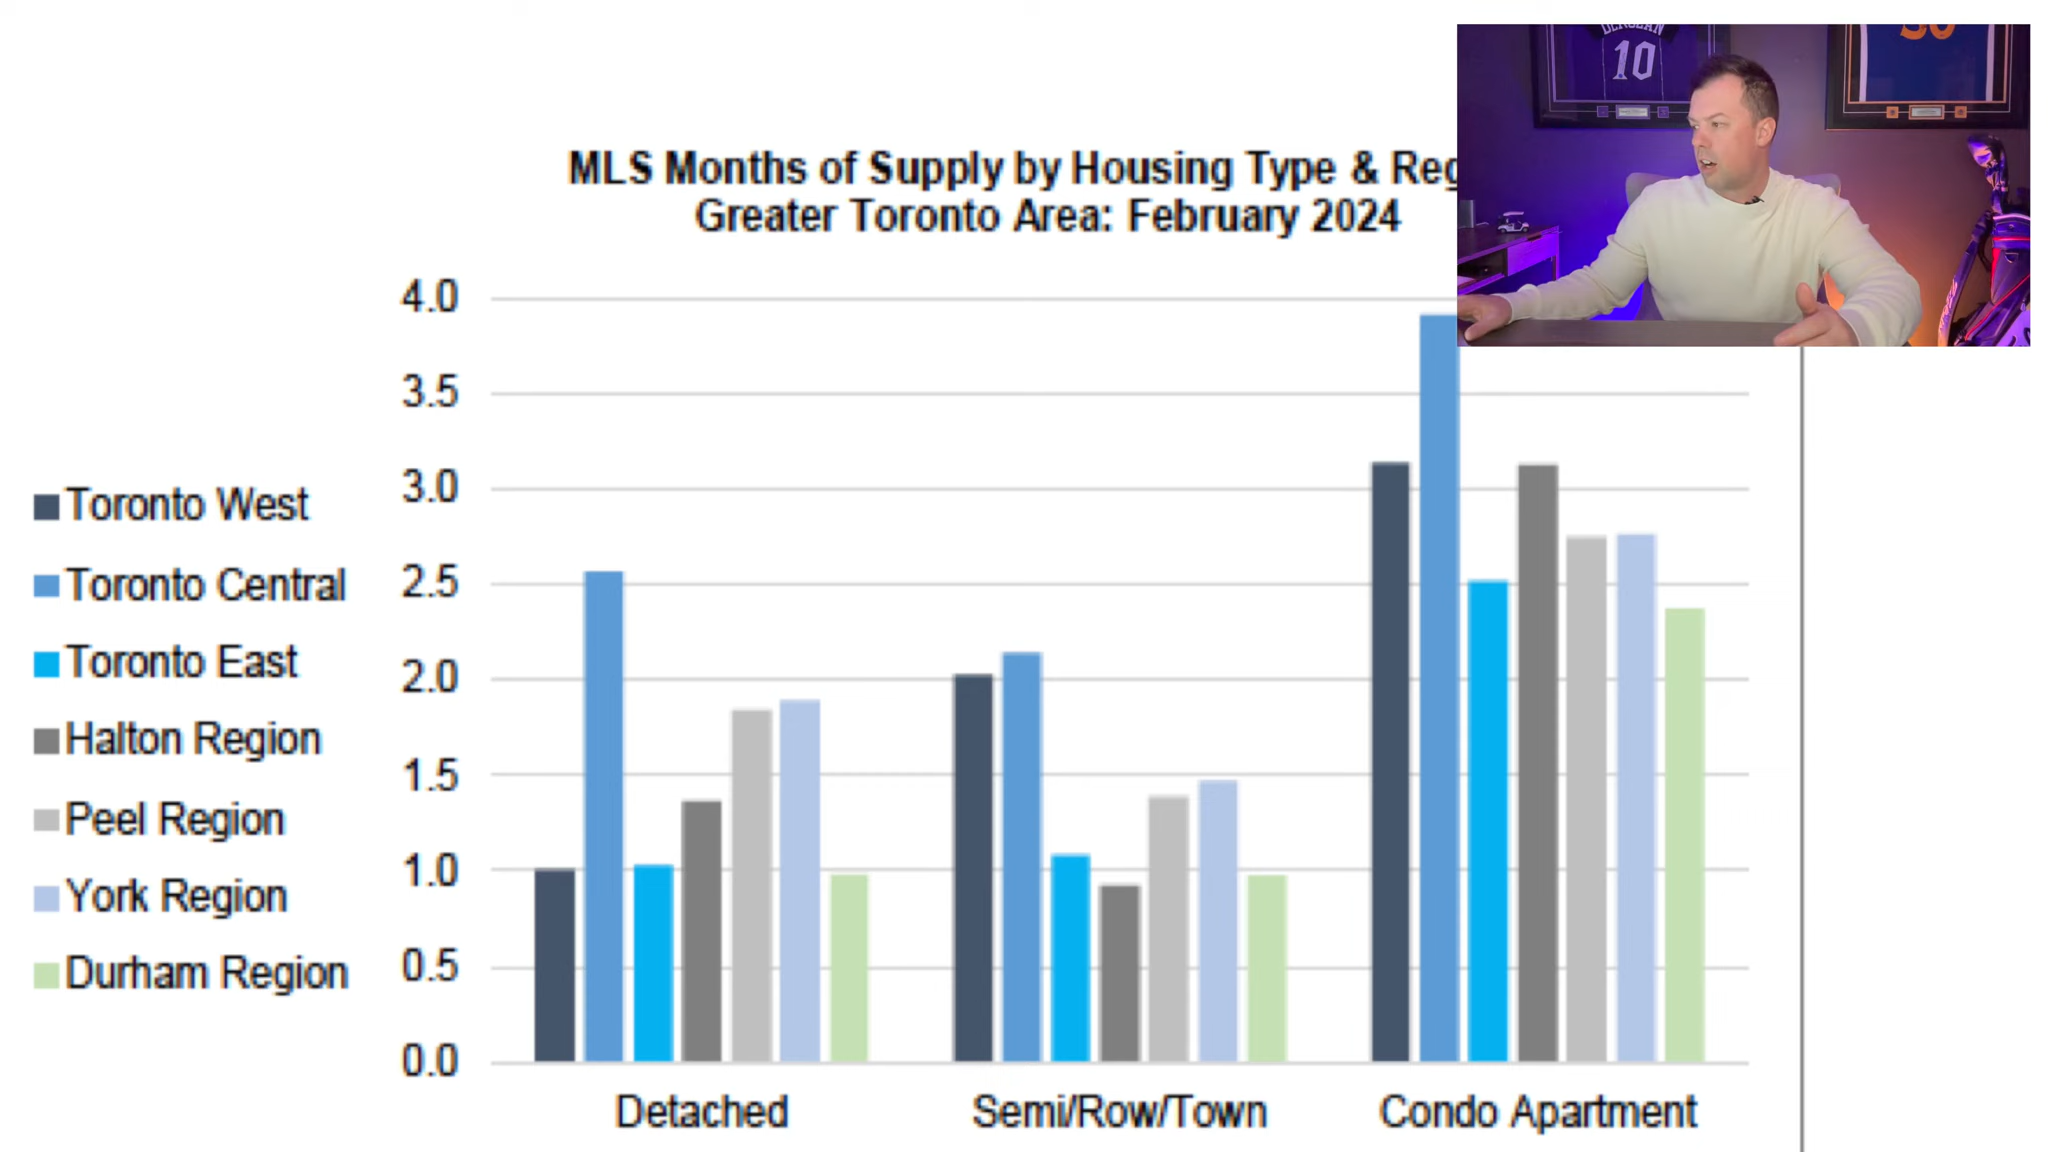 MLS Months of Supply by Housing Type & Reg
Greater Toronto Area: February 2024
4.0
3.5
3.0
2.5
2.0
1.5
1.0
0.5
0.0
Toronto West
Toronto Central
Toronto East
Halton Region
Peel Region
York Region
Durham Region
Detached
Semi/Row/Town
Condo Apartment
10